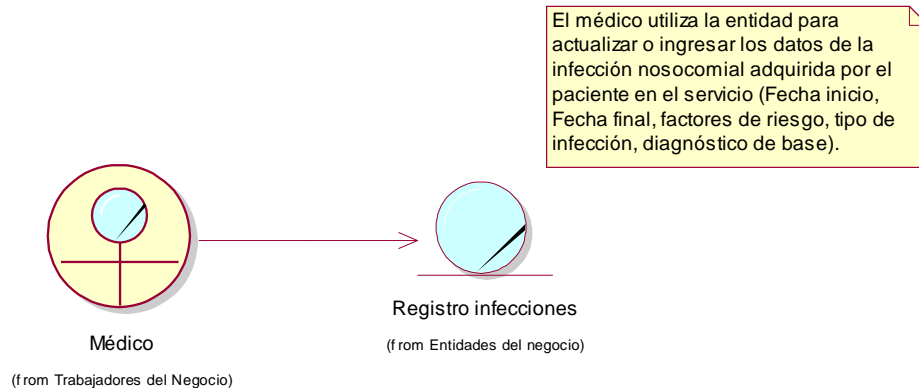 El médico utiliza la entidad para
actualizar o ingresar los datos de la
infección nosocomial adquirida por el
paciente en el servicio (Fecha inicio,
Fecha final, factores de riesgo, tipo de
infección, diagnóstico de base).
Registro infecciones
(from Entidades del negocio)
Médico
(from Trabajadores del Negocio)